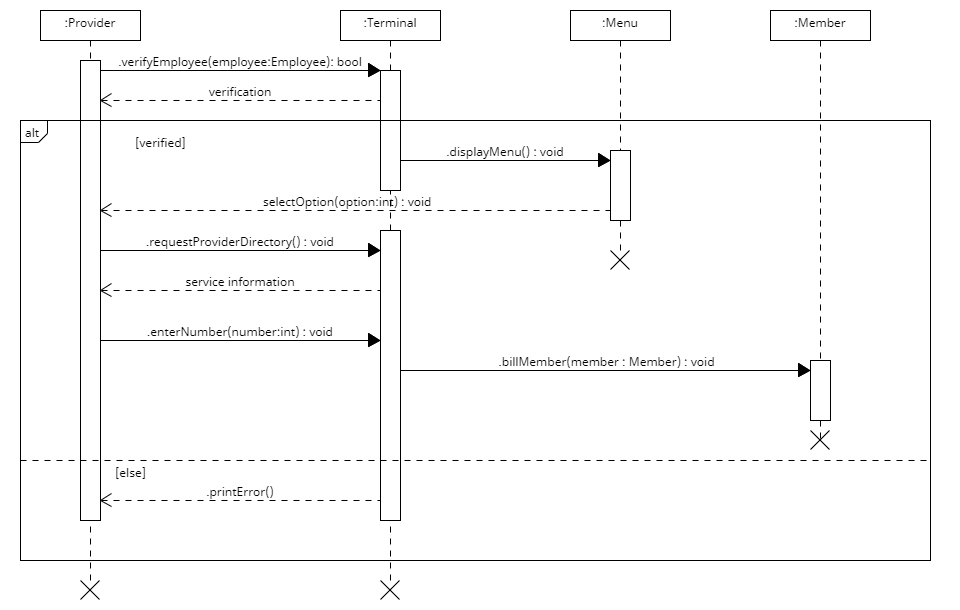 :Provider
:Terminal
:Menu
:Member
.verifyEmployee(employee:Employee): bool
verification
alt
[verified]
.displayMenu() : void
selectOption(option:int) : void
.requestProviderDirectory() : void
service information
.enterNumber(number:int) : void
.billMember(member : Member) : void
[else]
.printError()